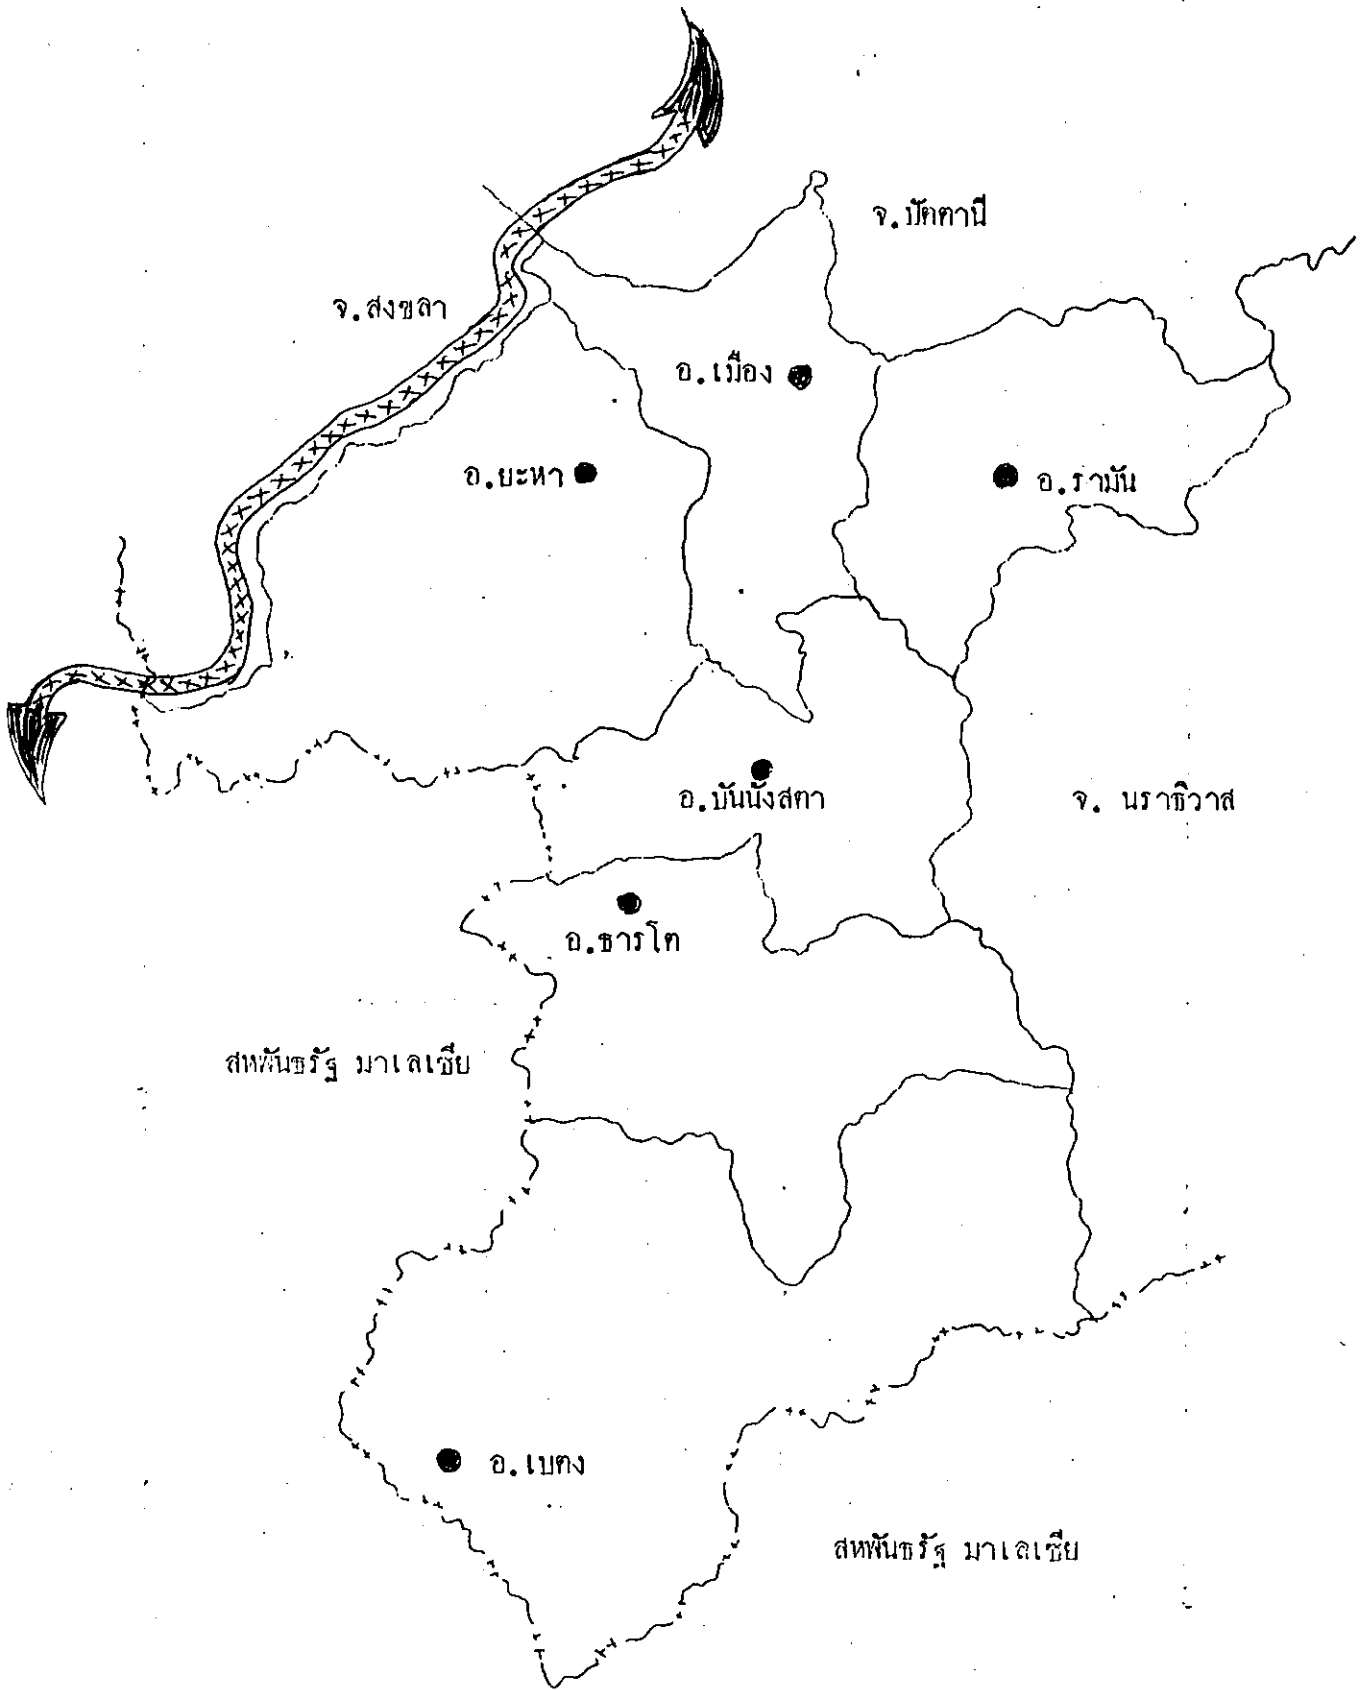 จ.ปัตตานี
จ.สงขลา
อ.เมือง
อ.ยะหา
อ.รามัน
อ.บันนังสตา
จ. นราธิวาส
อ.ธารโต
สหพันธรัฐ มาเลเซีย
อ.เบตง
สหพันธรัฐ มาเลเซีย